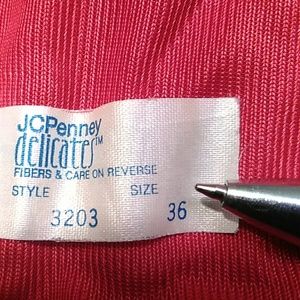 JCPenney
delicates™
FIBERS & CARE ON REVERSE
STYLE SIZE
3203 36